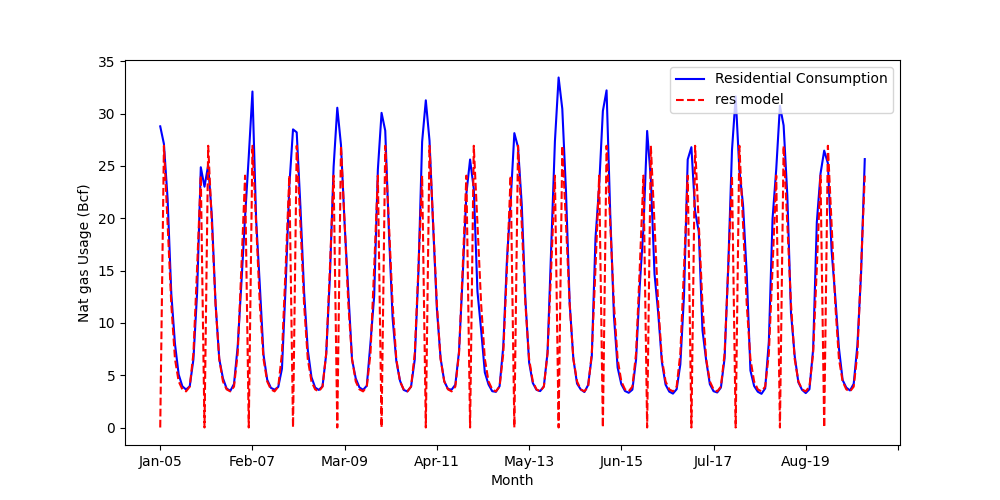 Residential Consumption
res model
Nat gas Usage (Bcf)
35
30
25
20
15
10
5
0
Jan-05 Feb-07 Mar-09 Apr-11 May-13 Jun-15 Jul-17 Aug-19
Month